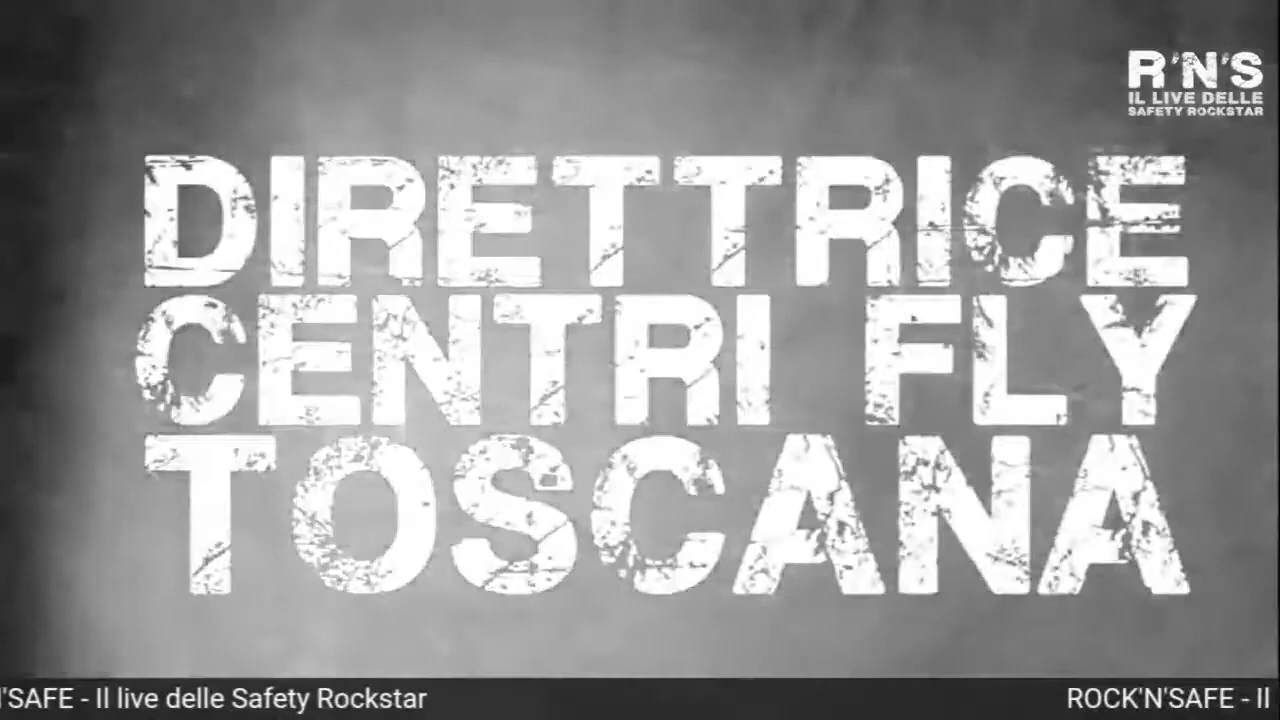 R'N'S
IL LIVE DELLE
SAFETY ROCKSTAR
DIRETTRICE
CENTRI FLY
TOSCANA
'SAFE - Il live delle Safety Rockstar
ROCK'N'SAFE - Il